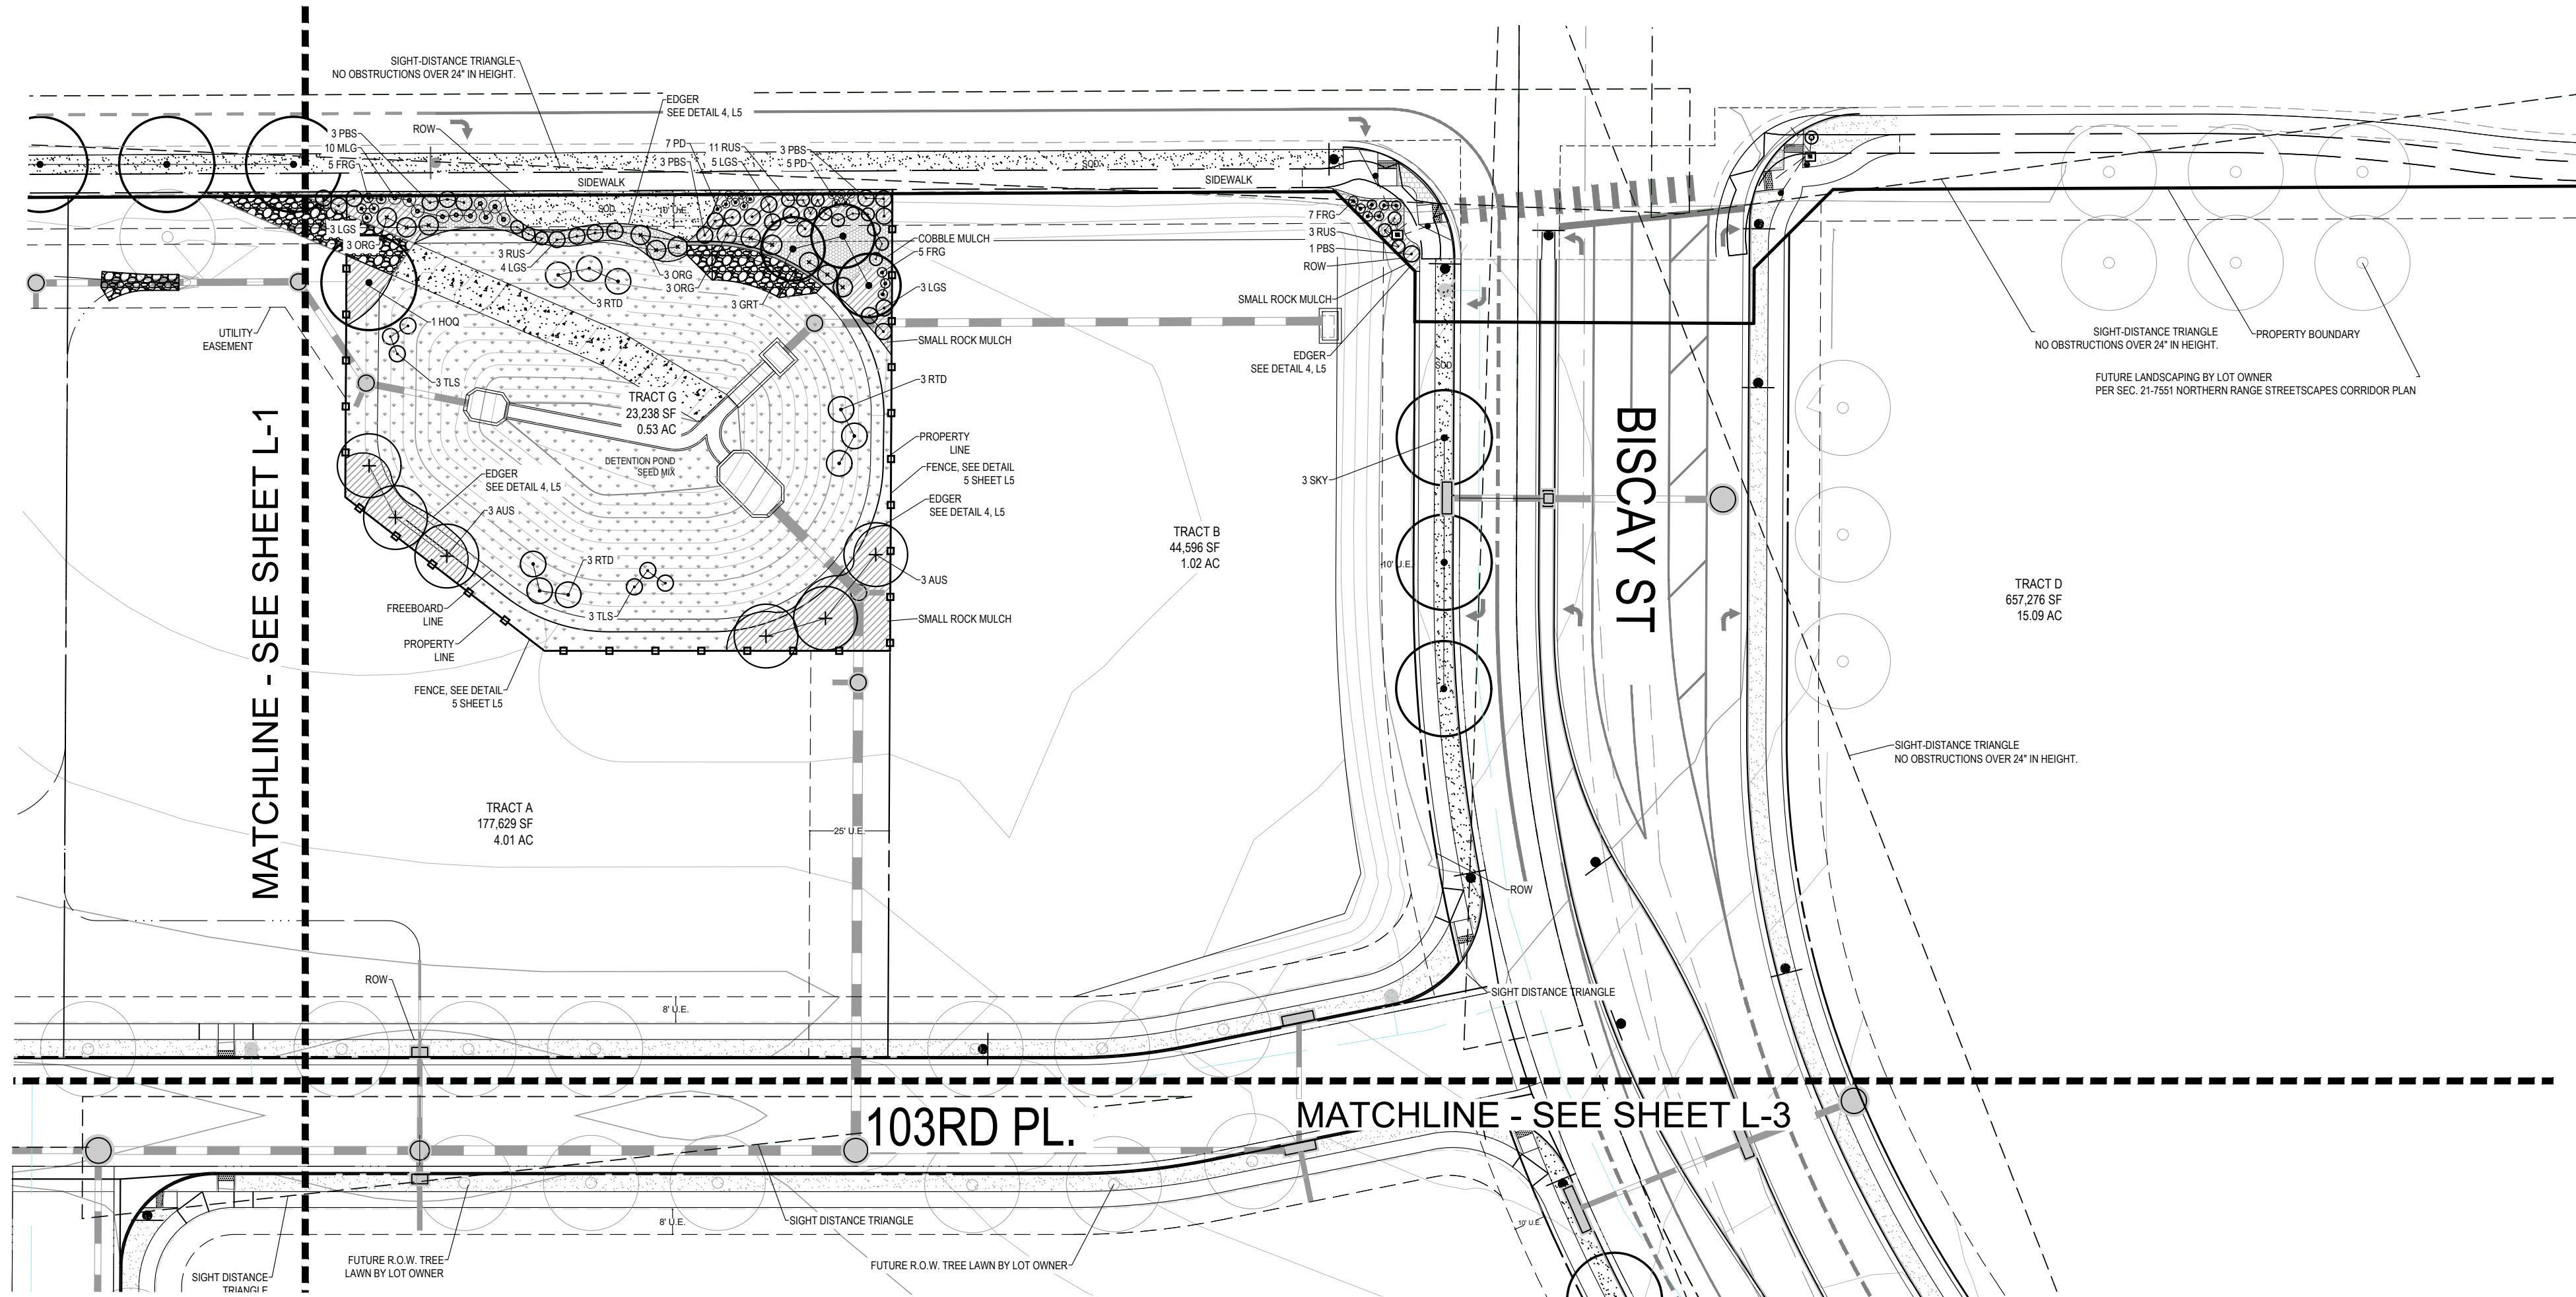 SIGHT-DISTANCE TRIANGLE
NO OBSTRUCTIONS OVER 24" IN HEIGHT.
EDGER
SEE DETAIL 4, L5
3 PBS
10 MLG
5 FRG
ROW
7 PD
3 PBS
11 RUS
5 LGS
3 PBS
5 PD
SOD
SIDEWALK
SIDEWALK
SOD
10' U.E.
3 LGS
3 ORG
3 RUS
4 LGS
3 RTD
3 ORG
3 ORG
3 GRT
COBBLE MULCH
5 FRG
3 LGS
SMALL ROCK MULCH
1 HOQ
3 TLS
UTILITY
EASEMENT
7 FRG
3 RUS
1 PBS
ROW
SMALL ROCK MULCH
EDGER
SEE DETAIL 4, L5
SOD
SIGHT-DISTANCE TRIANGLE
NO OBSTRUCTIONS OVER 24" IN HEIGHT.
PROPERTY BOUNDARY
FUTURE LANDSCAPING BY LOT OWNER
PER SEC. 21-7551 NORTHERN RANGE STREETSCAPES CORRIDOR PLAN
TRACT G
23,238 SF
0.53 AC
3 RTD
DETENTION POND
SEED MIX
PROPERTY
LINE
FENCE, SEE DETAIL
5 SHEET L5
EDGER
SEE DETAIL 4, L5
EDGER
SEE DETAIL 4, L5
3 AUS
3 RTD
3 TLS
3 AUS
SMALL ROCK MULCH
FREEBOARD
LINE
PROPERTY
LINE
FENCE, SEE DETAIL
5 SHEET L5
MATCHLINE - SEE SHEET L-1
TRACT B
44,596 SF
1.02 AC
3 SKY
10' U.E.
BISCAY ST
TRACT D
657,276 SF
15.09 AC
SIGHT-DISTANCE TRIANGLE
NO OBSTRUCTIONS OVER 24" IN HEIGHT.
TRACT A
177,629 SF
4.01 AC
25' U.E.
ROW
ROW
8' U.E.
SIGHT DISTANCE TRIANGLE
103RD PL.
MATCHLINE - SEE SHEET L-3
8' U.E.
SIGHT DISTANCE TRIANGLE
10' U.E.
FUTURE R.O.W. TREE
LAWN BY LOT OWNER
FUTURE R.O.W. TREE LAWN BY LOT OWNER
SIGHT DISTANCE
TRIANGLE